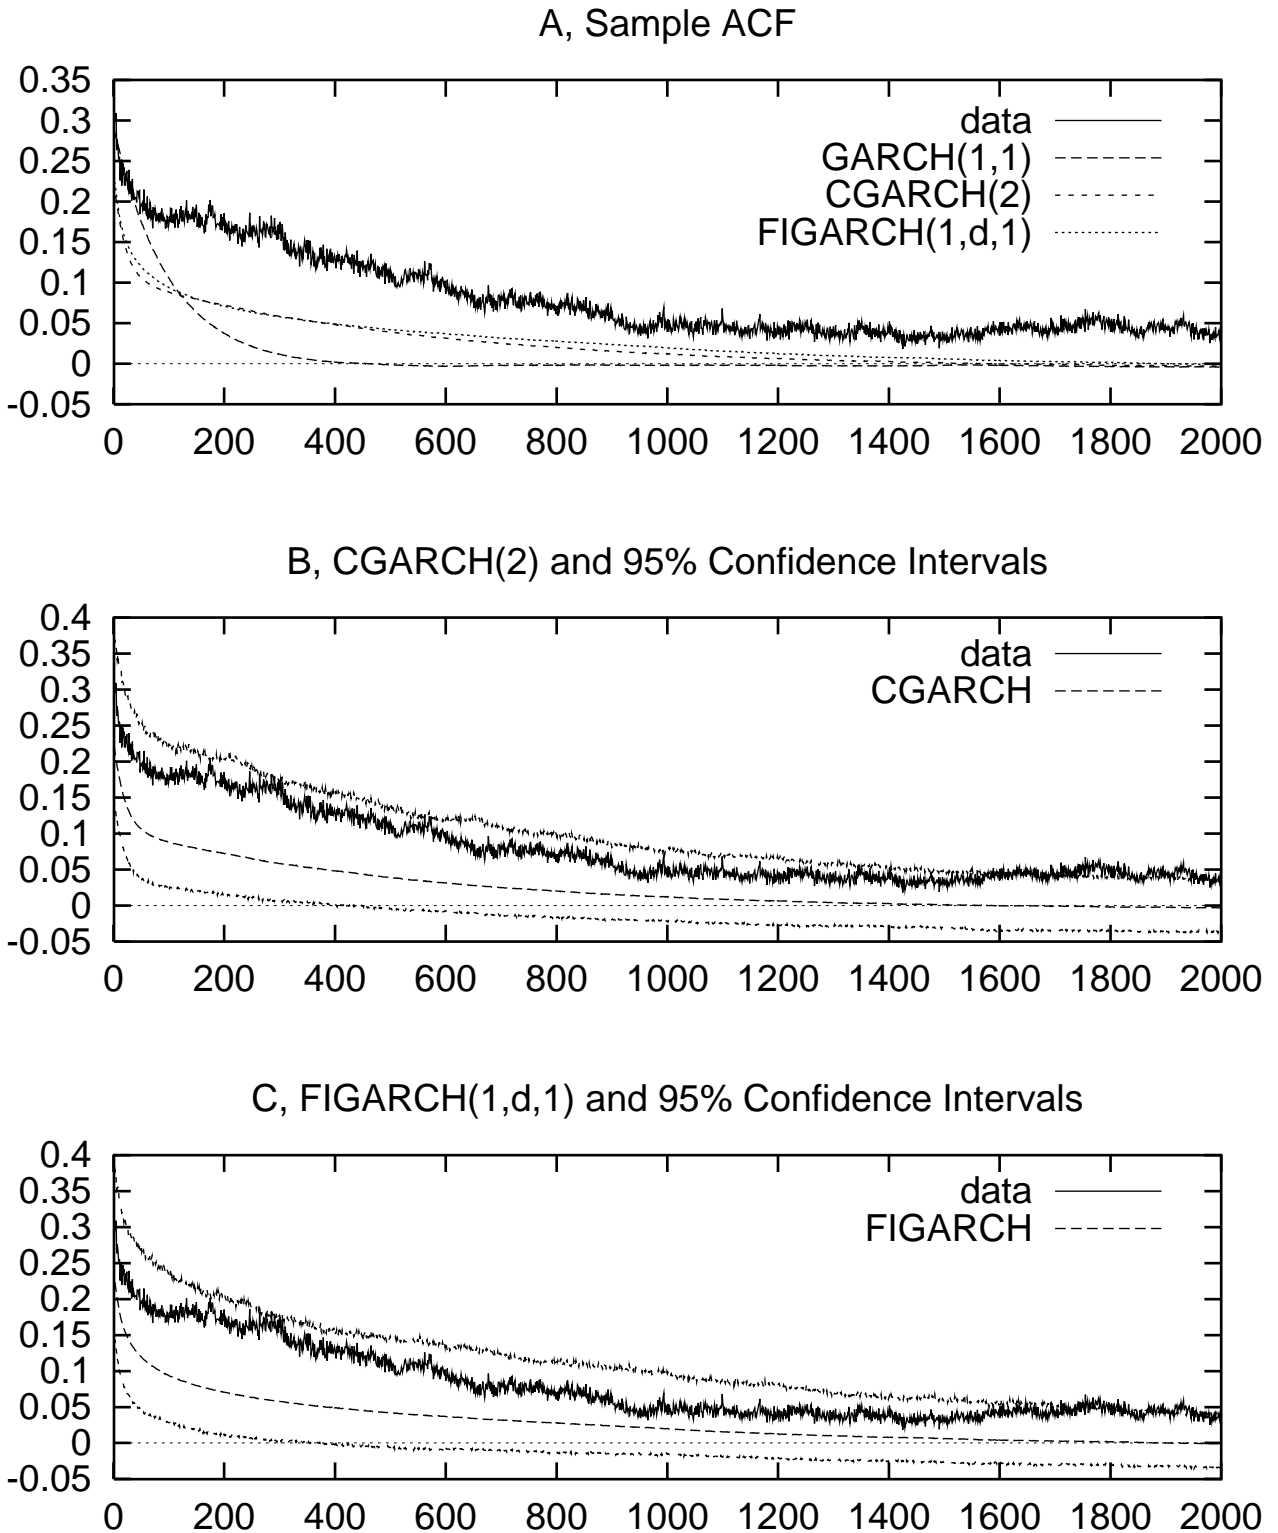 A, Sample ACF
0.35
0.3
0.25
0.2
0.15
0.1
0.05
0
-0.05
data
GARCH(1,1)
CGARCH(2)
FIGARCH(1,d,1)
0 200 400 600 800 1000 1200 1400 1600 1800 2000
B, CGARCH(2) and 95% Confidence Intervals
0.4
0.35
0.3
0.25
0.2
0.15
0.1
0.05
0
-0.05
data
CGARCH
0 200 400 600 800 1000 1200 1400 1600 1800 2000
C, FIGARCH(1,d,1) and 95% Confidence Intervals
0.4
0.35
0.3
0.25
0.2
0.15
0.1
0.05
0
-0.05
data
FIGARCH
0 200 400 600 800 1000 1200 1400 1600 1800 2000